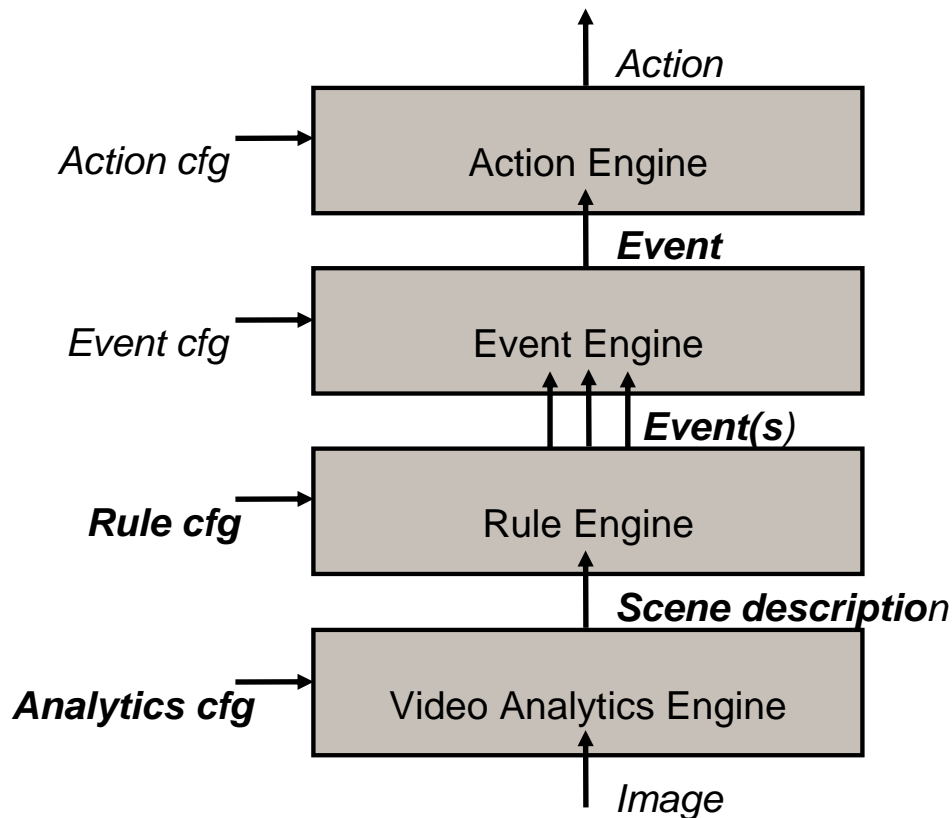 Action
Action cfg
Action Engine
Event
Event cfg
Event Engine
Event(s)
Rule cfg
Rule Engine
Scene description
Analytics cfg
Video Analytics Engine
Image